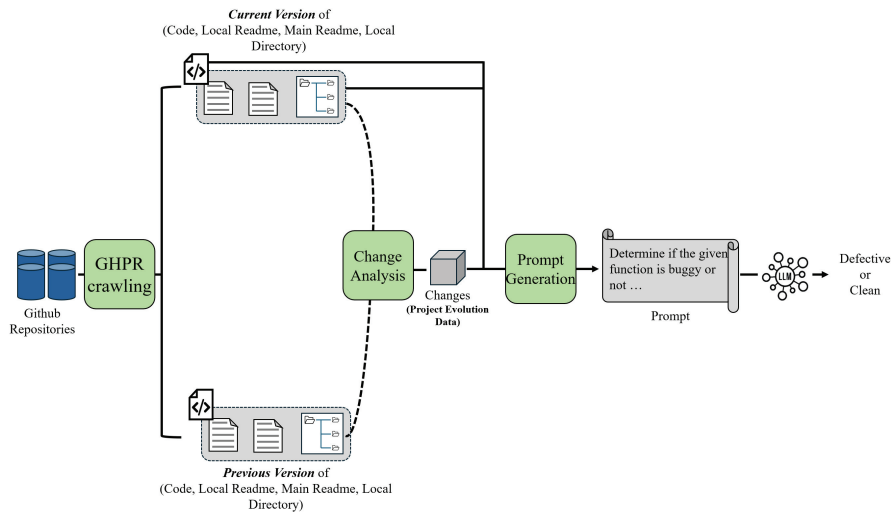 Current Version of
(Code, Local Readme, Main Readme, Local
Directory)
</>
GHPR
crawling
Github
Repositories
Change
Analysis
Changes
(Project Evolution
Data)
Prompt
Generation
Determine if the given
function is buggy or
not …
Prompt
LLM
Defective
or
Clean
</>
Previous Version of
(Code, Local Readme, Main Readme, Local
Directory)